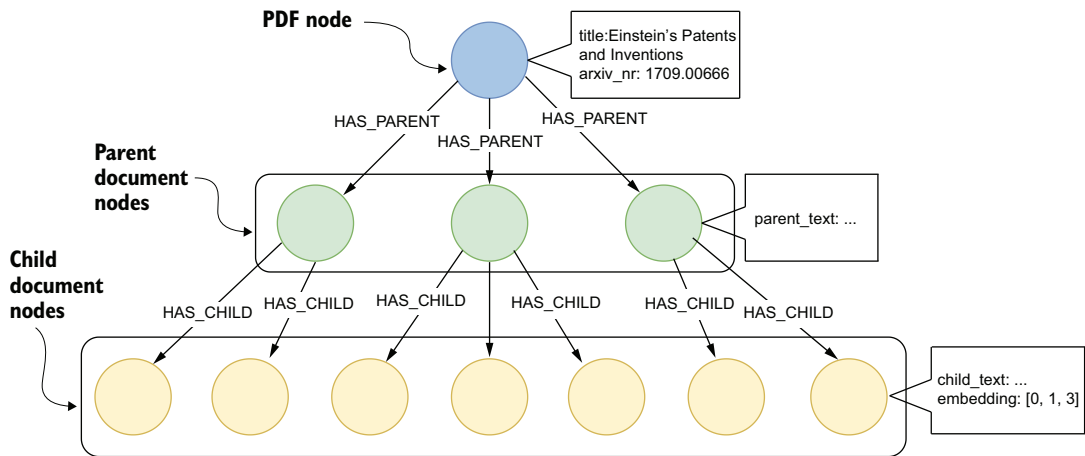 PDF node
title:Einstein's Patents
and Inventions
arxiv_nr: 1709.00666
HAS_PARENT
HAS_PARENT
HAS_PARENT
Parent
document
nodes
parent_text: ...
Child
document
nodes
HAS_CHILD
HAS_CHILD
HAS_CHILD
HAS_CHILD
HAS_CHILD
HAS_CHILD
child_text: ...
embedding: [0, 1, 3]